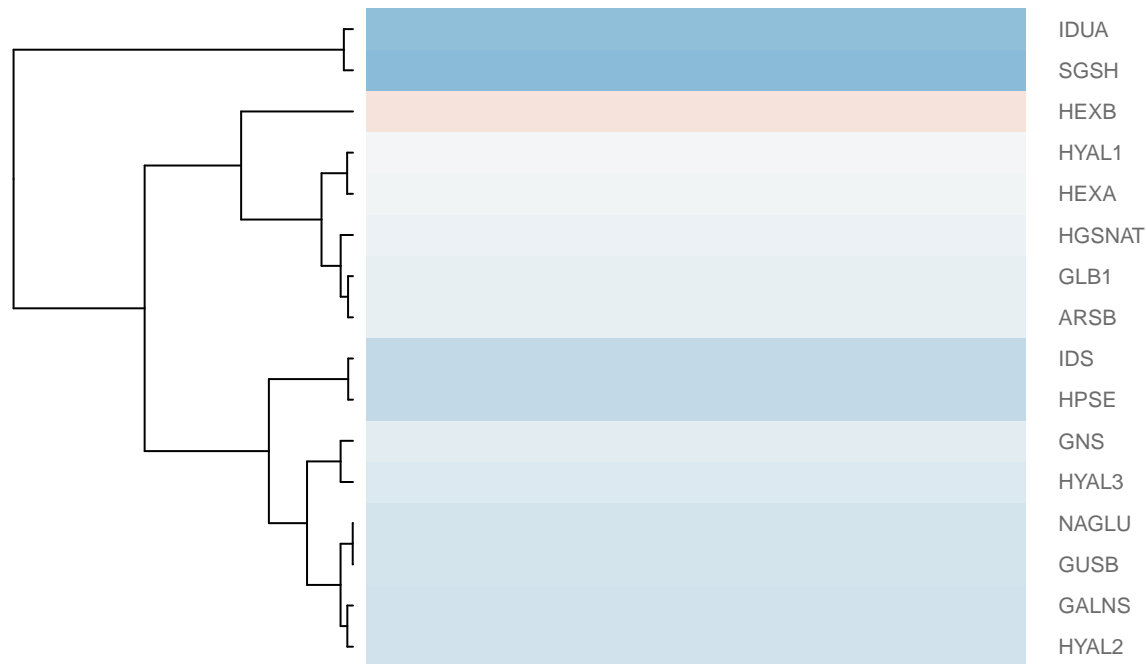 IDUA
SGSH
HEXB
HYAL1
HEXA
HGSNAT
GLB1
ARSB
IDS
HPSE
GNS
HYAL3
NAGLU
GUSB
GALNS
HYAL2